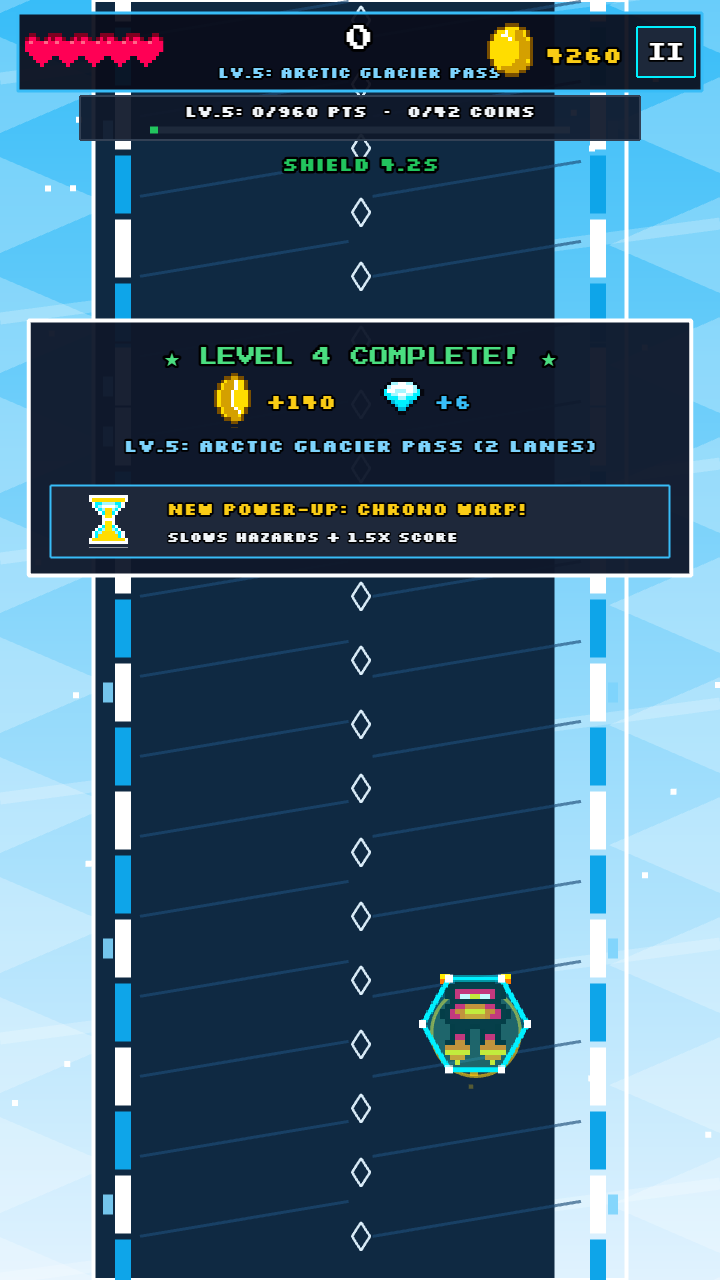 0
4260
II
LV.5: ARCTIC GLACIER PASS
LV.5: 0/960 PTS - 0/42 COINS
SHIELD 4.2S
★ LEVEL 4 COMPLETE! ★
+140 +6
LV.5: ARCTIC GLACIER PASS (2 LANES)
NEW POWER-UP: CHRONO WARP!
SLOWS HAZARDS + 1.5X SCORE